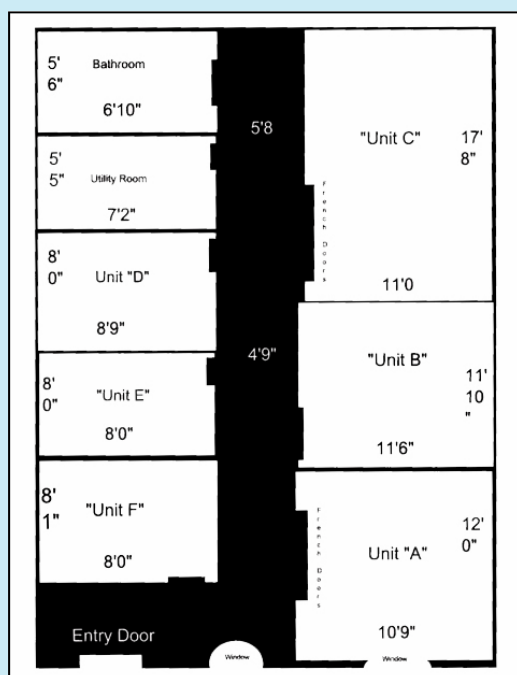 5'
6"
Bathroom
6'10"
5'
5"
Utility Room
7'2"
8'
0"
Unit "D"
8'9"
8'
0"
"Unit E"
8'0"
8'
1"
"Unit F"
8'0"
Entry Door
5'8
4'9"
Window
"Unit C"
17'
8"
French Doors
11'0
"Unit B"
11'
10
"
11'6"
French Doors
12'
0"
Unit "A"
10'9"
Window